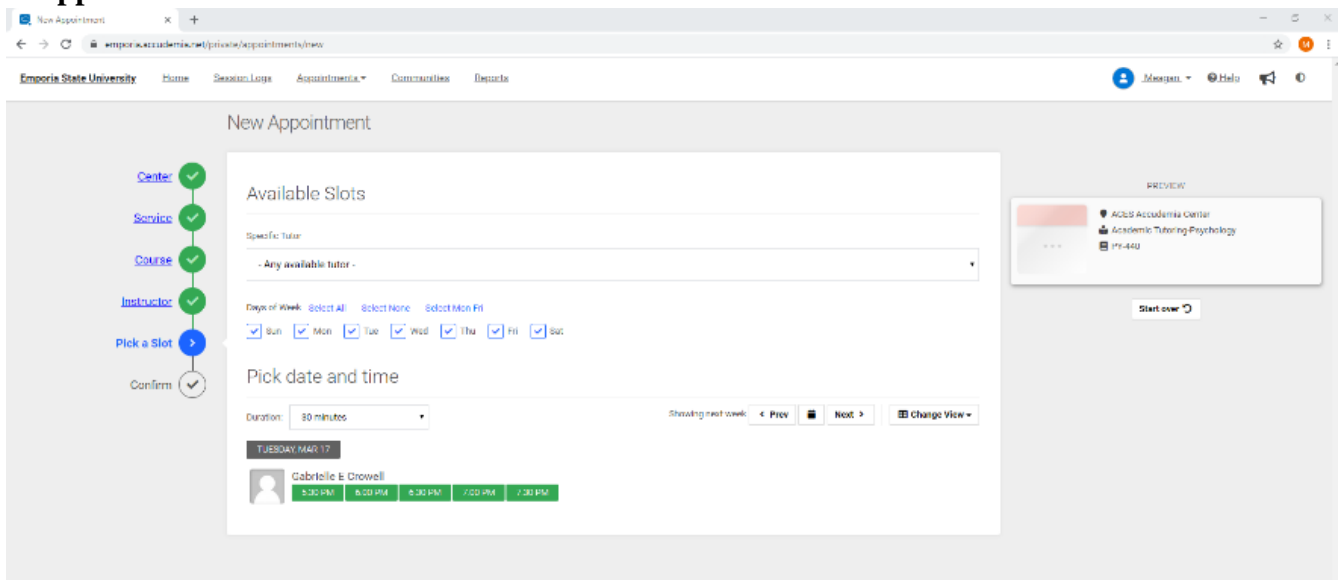 New Appointment
emporia.accudemia.net/private/appointments/new
M
Emporia State University Home Session Logs Appointments Communities Reports Meagan Help
New Appointment
Center
Service
Course
Instructor
Pick a Slot
Confirm
Available Slots
Specific Tutor
- Any available tutor -
Days of Week Select All Select None Select Mon Fri
Sun Mon Tue Wed Thu Fri Sat
Pick date and time
Duration: 30 minutes Showing next week < Prev Next > Change View
TUESDAY, MAR 17
Gabrielle E Crowell
5:30 PM 6:00 PM 6:30 PM 7:00 PM 7:30 PM
PREVIEW
ACES Accudemia Center
Academic Tutoring-Psychology
PY-440
Start over